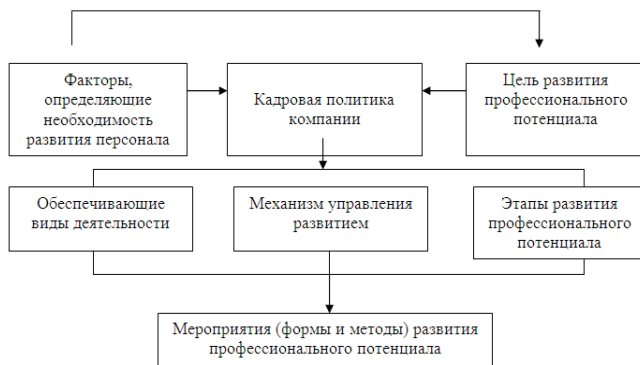 Факторы,
определяющие
необходимость
развития персонала
Кадровая политика
компании
Цель развития
профессионального
потенциала
Обеспечивающие
виды деятельности
Механизм управления
развитием
Этапы развития
профессионального
потенциала
Мероприятия (формы и методы) развития
профессионального потенциала